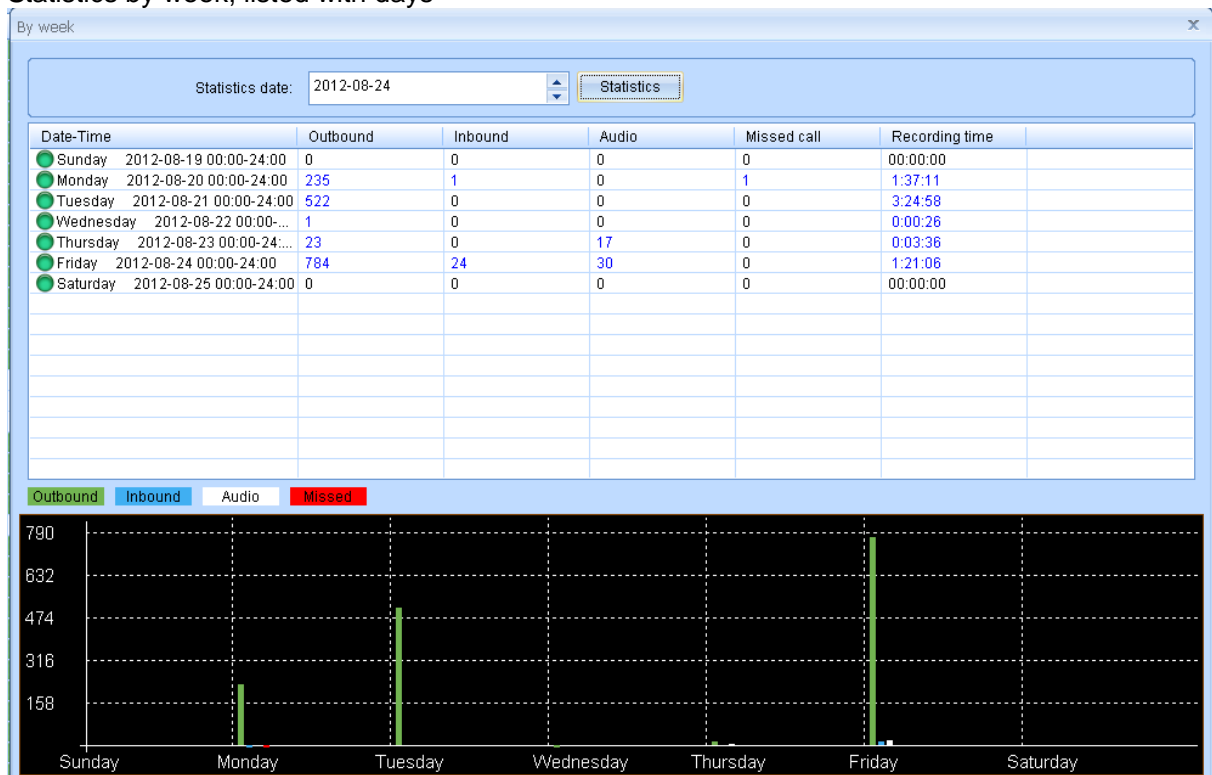 Statistics by week, listed with days
By week x
Statistics date: 2012-08-24 Statistics
Date-Time Outbound Inbound Audio Missed call Recording time
Sunday 2012-08-19 00:00-24:00 0 0 0 0 00:00:00
Monday 2012-08-20 00:00-24:00 235 1 0 1 1:37:11
Tuesday 2012-08-21 00:00-24:00 522 0 0 0 3:24:58
Wednesday 2012-08-22 00:00-... 1 0 0 0 0:00:26
Thursday 2012-08-23 00:00-24:... 23 0 17 0 0:03:36
Friday 2012-08-24 00:00-24:00 784 24 30 0 1:21:06
Saturday 2012-08-25 00:00-24:00 0 0 0 0 00:00:00
Outbound Inbound Audio Missed
790
632
474
316
158
Sunday Monday Tuesday Wednesday Thursday Friday Saturday